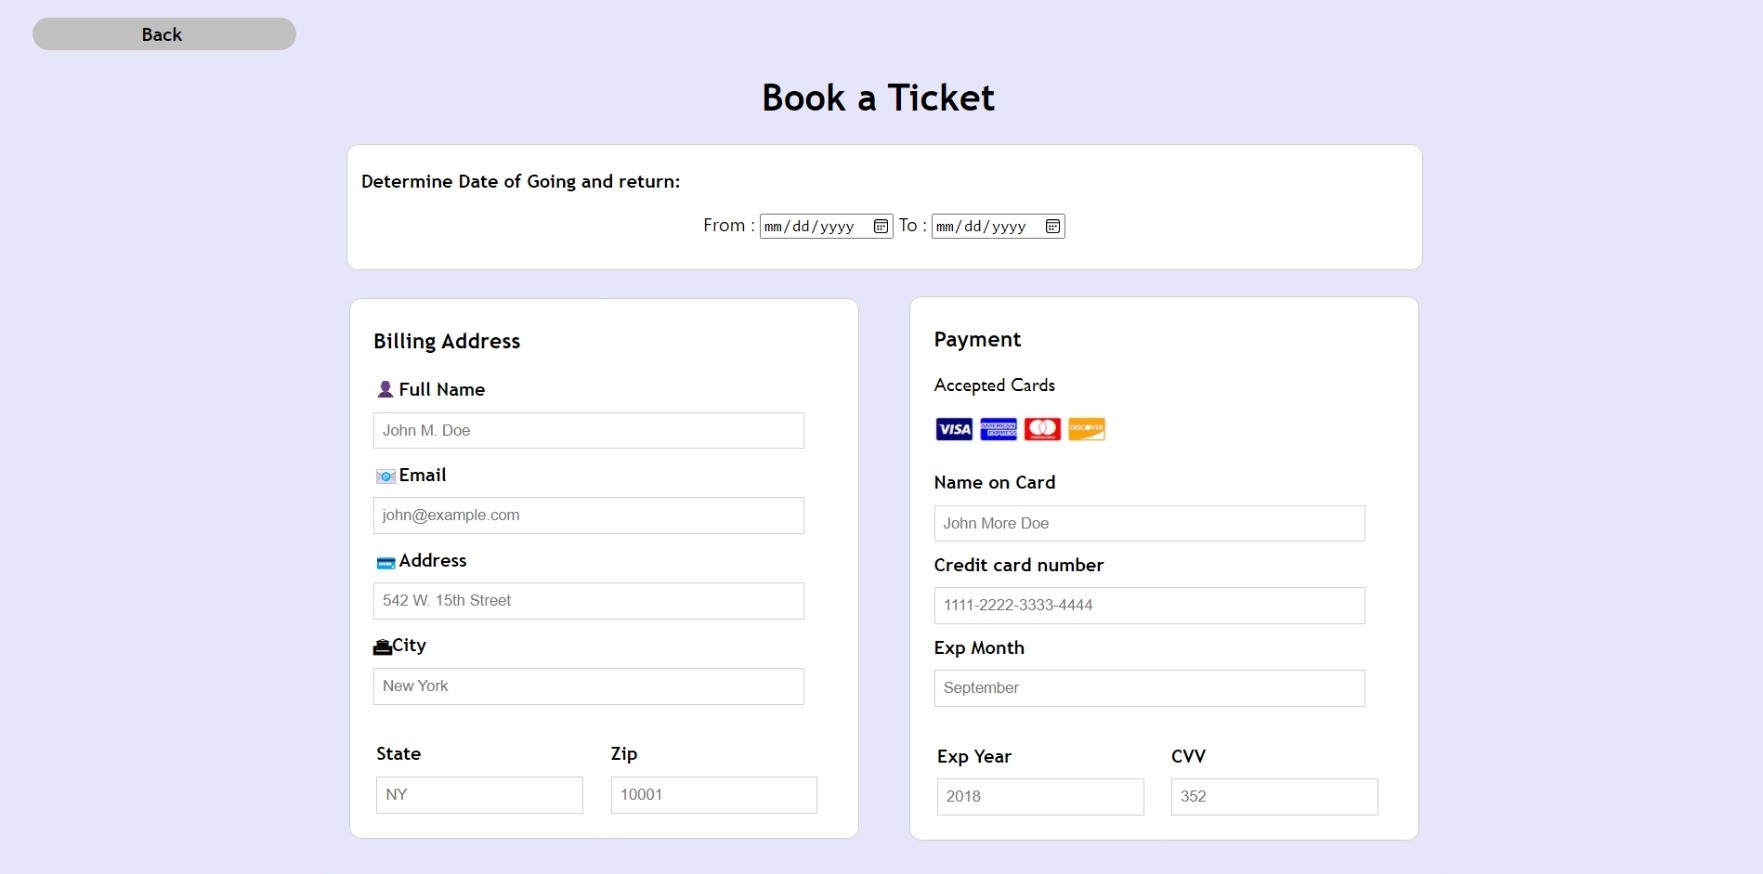 Back
Book a Ticket
Determine Date of Going and return:
From : mm/dd/yyyy To : mm/dd/yyyy
Billing Address
Full Name
John M. Doe
Email
john@example.com
Address
542 W. 15th Street
City
New York
State Zip
NY 10001
Payment
Accepted Cards
VISA AMERICAN EXPRESS DISCOVER
Name on Card
John More Doe
Credit card number
1111-2222-3333-4444
Exp Month
September
Exp Year CVV
2018 352